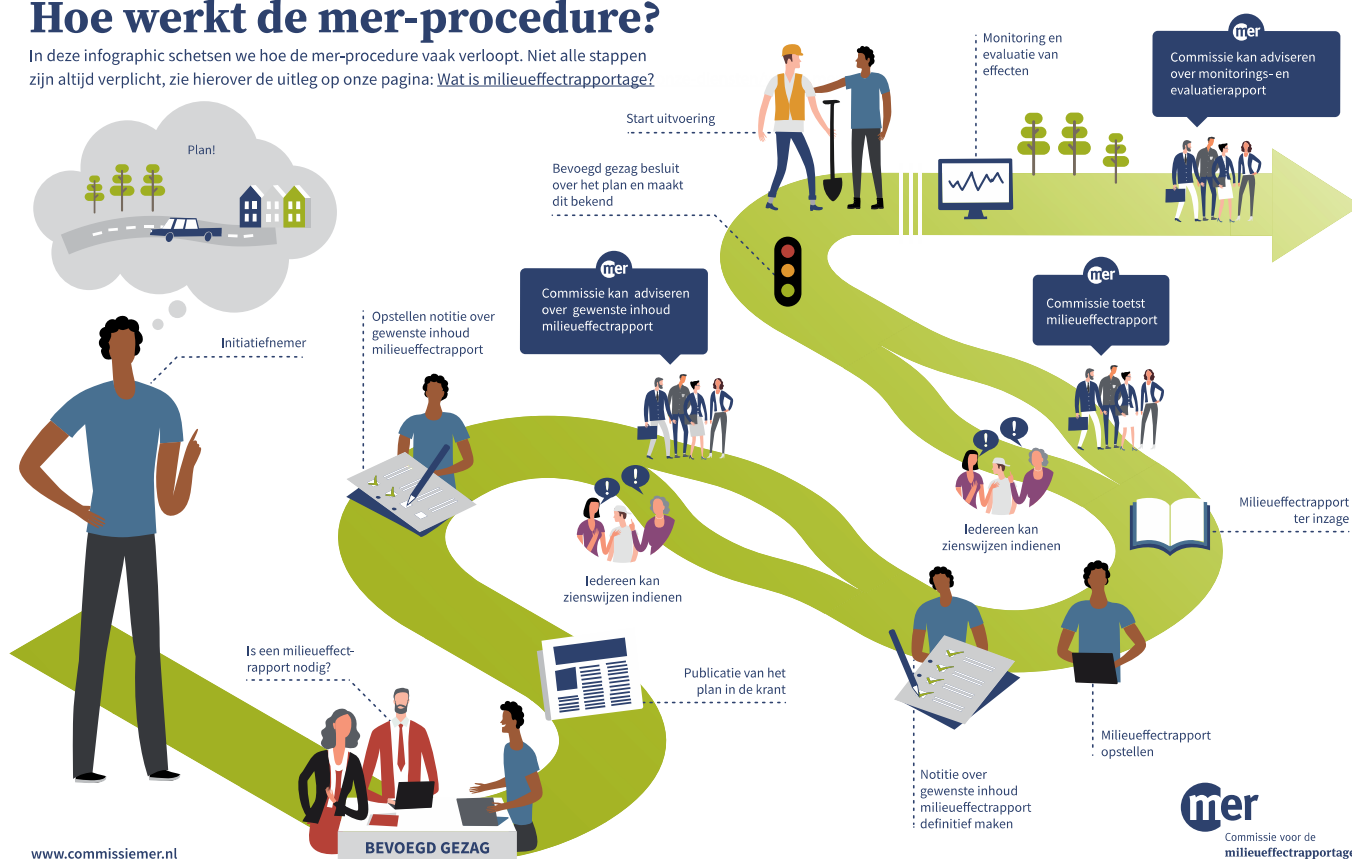 Hoe werkt de mer-procedure?
In deze infographic schetsen we hoe de mer-procedure vaak verloopt. Niet alle stappen
zijn altijd verplicht, zie hierover de uitleg op onze pagina: Wat is milieueffectrapportage?
Plan!
Initiatiefnemer
Is een milieueffect-
rapport nodig?
BEVOEGD GEZAG
Publicatie van het
plan in de krant
Opstellen notitie over
gewenste inhoud
milieueffectrapport
mer
Commissie kan adviseren
over gewenste inhoud
milieueffectrapport
! !
Iedereen kan
zienswijzen indienen
Notitie over
gewenste inhoud
milieueffectrapport
definitief maken
Milieueffectrapport
opstellen
Milieueffectrapport
ter inzage
mer
Commissie toetst
milieueffectrapport
! !
Iedereen kan
zienswijzen indienen
Bevoegd gezag besluit
over het plan en maakt
dit bekend
Start uitvoering
Monitoring en
evaluatie van
effecten
mer
Commissie kan adviseren
over monitorings- en
evaluatierapport
www.commissiemer.nl
mer
Commissie voor de
milieueffectrapportage